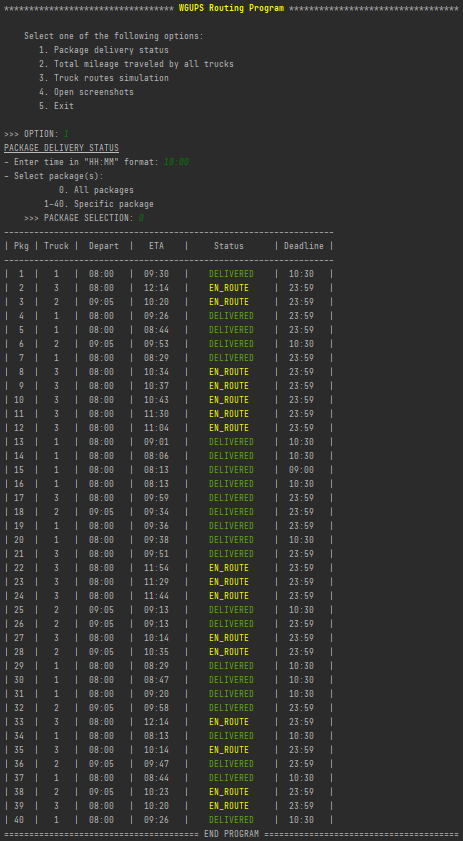 ********************************** WGUPS Routing Program **********************************
Select one of the following options:
1. Package delivery status
2. Total mileage traveled by all trucks
3. Truck routes simulation
4. Open screenshots
5. Exit
>>> OPTION: 1
PACKAGE DELIVERY STATUS
- Enter time in "HH:MM" format: 10:00
- Select package(s):
0. All packages
1-40. Specific package
>>> PACKAGE SELECTION: 0
------------------------------------------------------------------
| Pkg | Truck | Depart | ETA | Status | Deadline |
------------------------------------------------------------------
| 1 | 1 | 08:00 | 09:30 | DELIVERED | 10:30 |
| 2 | 3 | 08:00 | 12:14 | EN_ROUTE | 23:59 |
| 3 | 2 | 09:05 | 10:20 | EN_ROUTE | 23:59 |
| 4 | 1 | 08:00 | 09:26 | DELIVERED | 23:59 |
| 5 | 1 | 08:00 | 08:44 | DELIVERED | 23:59 |
| 6 | 2 | 09:05 | 09:53 | DELIVERED | 10:30 |
| 7 | 1 | 08:00 | 08:29 | DELIVERED | 23:59 |
| 8 | 3 | 08:00 | 10:34 | EN_ROUTE | 23:59 |
| 9 | 3 | 08:00 | 10:37 | EN_ROUTE | 23:59 |
| 10 | 3 | 08:00 | 10:43 | EN_ROUTE | 23:59 |
| 11 | 3 | 08:00 | 11:30 | EN_ROUTE | 23:59 |
| 12 | 3 | 08:00 | 11:04 | EN_ROUTE | 23:59 |
| 13 | 1 | 08:00 | 09:01 | DELIVERED | 10:30 |
| 14 | 1 | 08:00 | 08:06 | DELIVERED | 10:30 |
| 15 | 1 | 08:00 | 08:13 | DELIVERED | 09:00 |
| 16 | 1 | 08:00 | 08:13 | DELIVERED | 10:30 |
| 17 | 3 | 08:00 | 09:59 | DELIVERED | 23:59 |
| 18 | 2 | 09:05 | 09:34 | DELIVERED | 23:59 |
| 19 | 1 | 08:00 | 09:36 | DELIVERED | 23:59 |
| 20 | 1 | 08:00 | 09:38 | DELIVERED | 10:30 |
| 21 | 3 | 08:00 | 09:51 | DELIVERED | 23:59 |
| 22 | 3 | 08:00 | 11:54 | EN_ROUTE | 23:59 |
| 23 | 3 | 08:00 | 11:29 | EN_ROUTE | 23:59 |
| 24 | 3 | 08:00 | 11:44 | EN_ROUTE | 23:59 |
| 25 | 2 | 09:05 | 09:13 | DELIVERED | 10:30 |
| 26 | 2 | 09:05 | 09:13 | DELIVERED | 23:59 |
| 27 | 3 | 08:00 | 10:14 | EN_ROUTE | 23:59 |
| 28 | 2 | 09:05 | 10:35 | EN_ROUTE | 23:59 |
| 29 | 1 | 08:00 | 08:29 | DELIVERED | 10:30 |
| 30 | 1 | 08:00 | 08:47 | DELIVERED | 10:30 |
| 31 | 1 | 08:00 | 09:20 | DELIVERED | 10:30 |
| 32 | 2 | 09:05 | 09:58 | DELIVERED | 23:59 |
| 33 | 3 | 08:00 | 12:14 | EN_ROUTE | 23:59 |
| 34 | 1 | 08:00 | 08:13 | DELIVERED | 10:30 |
| 35 | 3 | 08:00 | 10:14 | EN_ROUTE | 23:59 |
| 36 | 2 | 09:05 | 09:47 | DELIVERED | 23:59 |
| 37 | 1 | 08:00 | 08:44 | DELIVERED | 10:30 |
| 38 | 2 | 09:05 | 10:23 | EN_ROUTE | 23:59 |
| 39 | 3 | 08:00 | 10:20 | EN_ROUTE | 23:59 |
| 40 | 1 | 08:00 | 09:26 | DELIVERED | 10:30 |
======================================= END PROGRAM =======================================